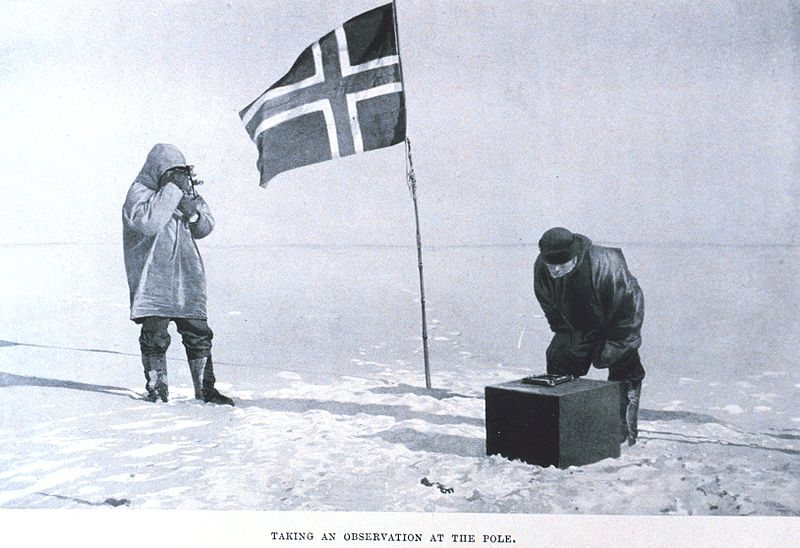 TAKING AN OBSERVATION AT THE POLE.